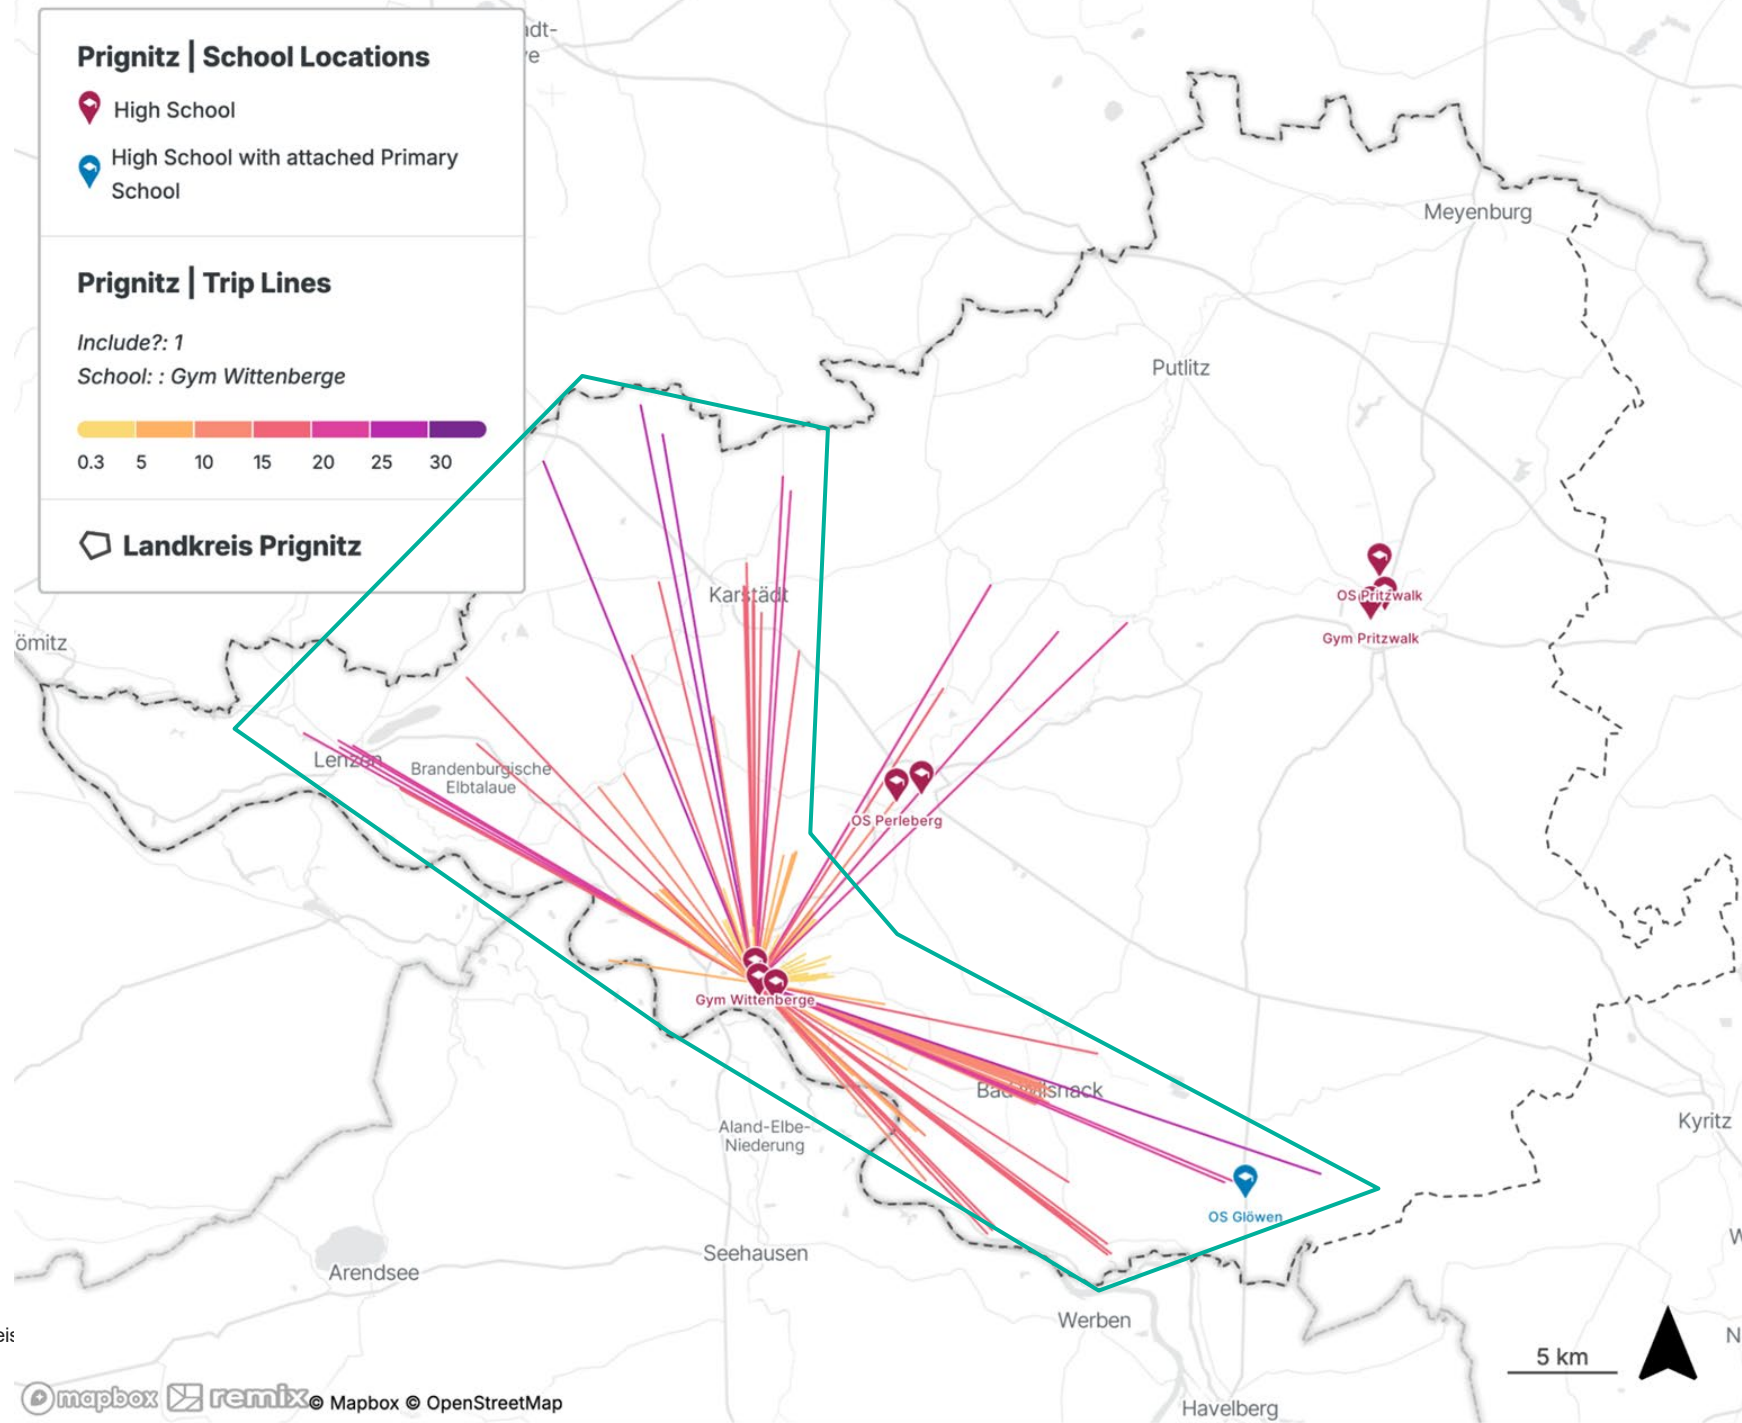 Prignitz | School Locations
High School
High School with attached Primary
School
Prignitz | Trip Lines
Include?: 1
School: : Gym Wittenberge
0.3 5 10 15 20 25 30
Landkreis Prignitz
Meyenburg
Putlitz
Karstädt
OS Pritzwalk
Gym Pritzwalk
ömitz
Lenzen
Brandenburgische
Elbtalaue
OS Perleberg
Gym Wittenberge
Bad Wilsnack
Kyritz
Aland-Elbe-
Niederung
OS Glöwen
Seehausen
Arendsee
Werben
5 km
Havelberg
mapbox remix © Mapbox © OpenStreetMap